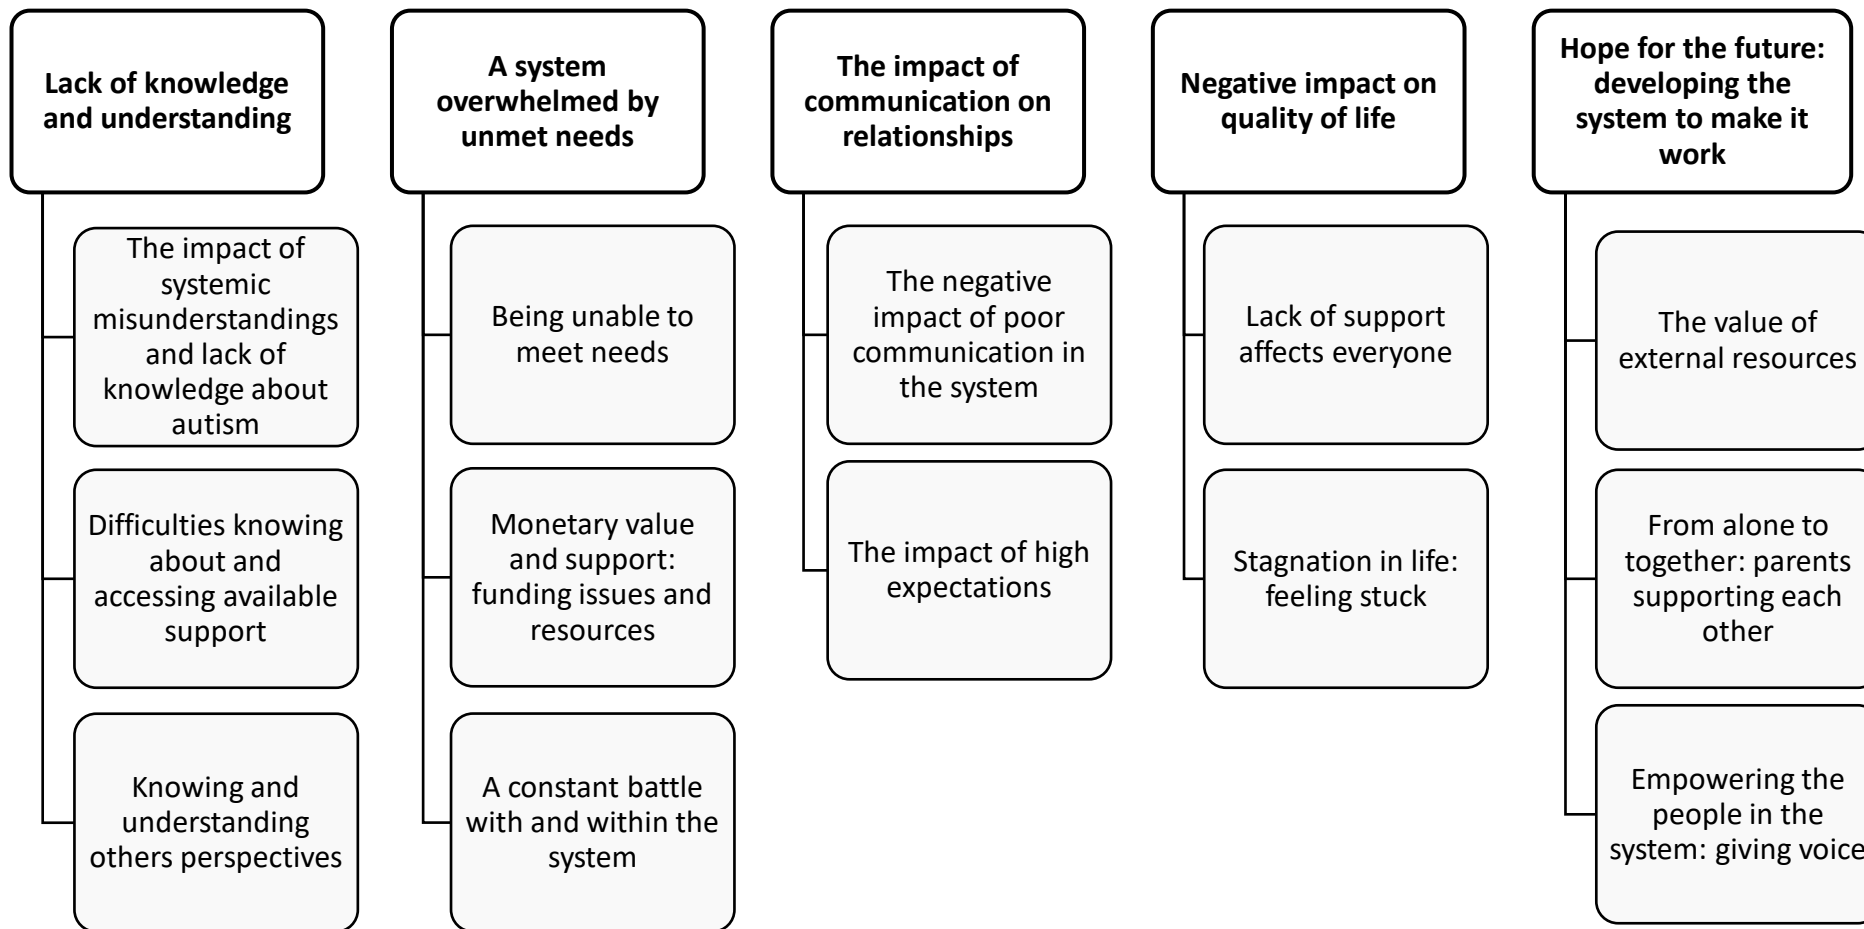 Lack of knowledge
and understanding
The impact of
systemic
misunderstandings
and lack of
knowledge about
autism
Difficulties knowing
about and
accessing available
support
Knowing and
understanding
others perspectives
A system
overwhelmed by
unmet needs
Being unable to
meet needs
Monetary value
and support:
funding issues and
resources
A constant battle
with and within the
system
The impact of
communication on
relationships
The negative
impact of poor
communication in
the system
The impact of high
expectations
Negative impact on
quality of life
Lack of support
affects everyone
Stagnation in life:
feeling stuck
Hope for the future:
developing the
system to make it
work
The value of
external resources
From alone to
together: parents
supporting each
other
Empowering the
people in the
system: giving voice